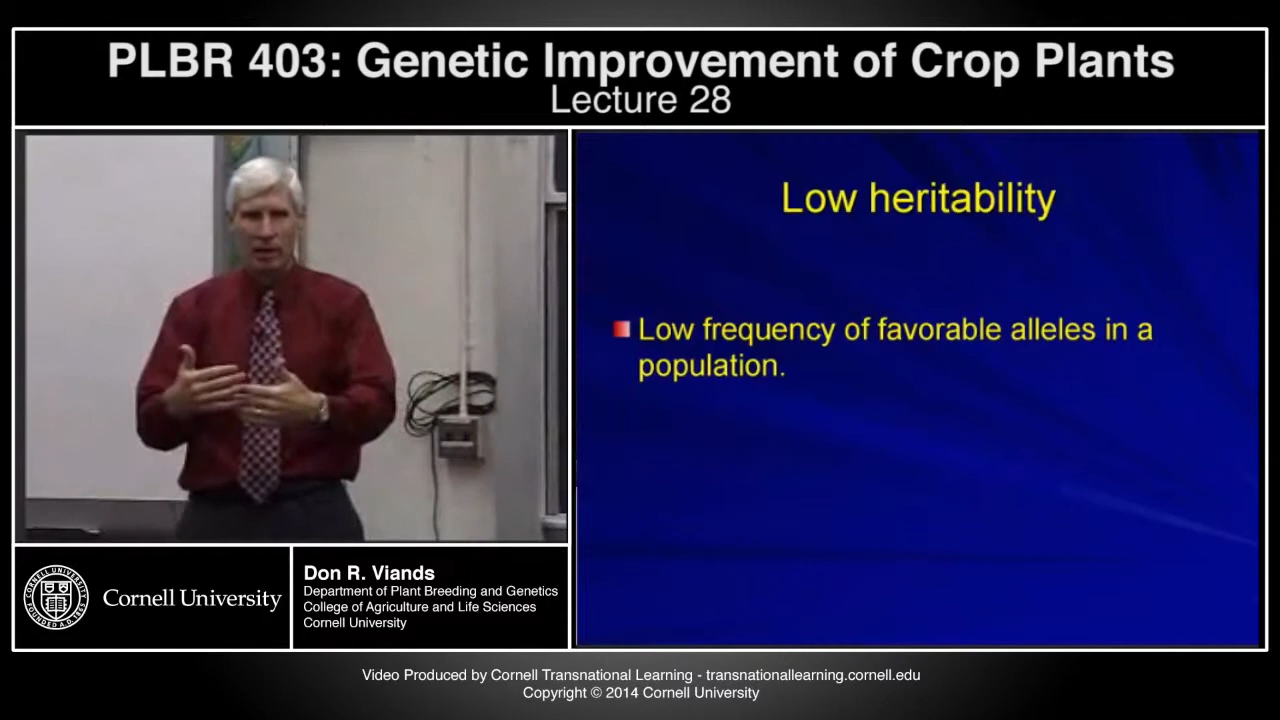 PLBR 403: Genetic Improvement of Crop Plants
Lecture 28
Low heritability
Low frequency of favorable alleles in a
population.
Cornell University
Don R. Viands
Department of Plant Breeding and Genetics
College of Agriculture and Life Sciences
Cornell University
Video Produced by Cornell Transnational Learning - transnationallearning.cornell.edu
Copyright © 2014 Cornell University